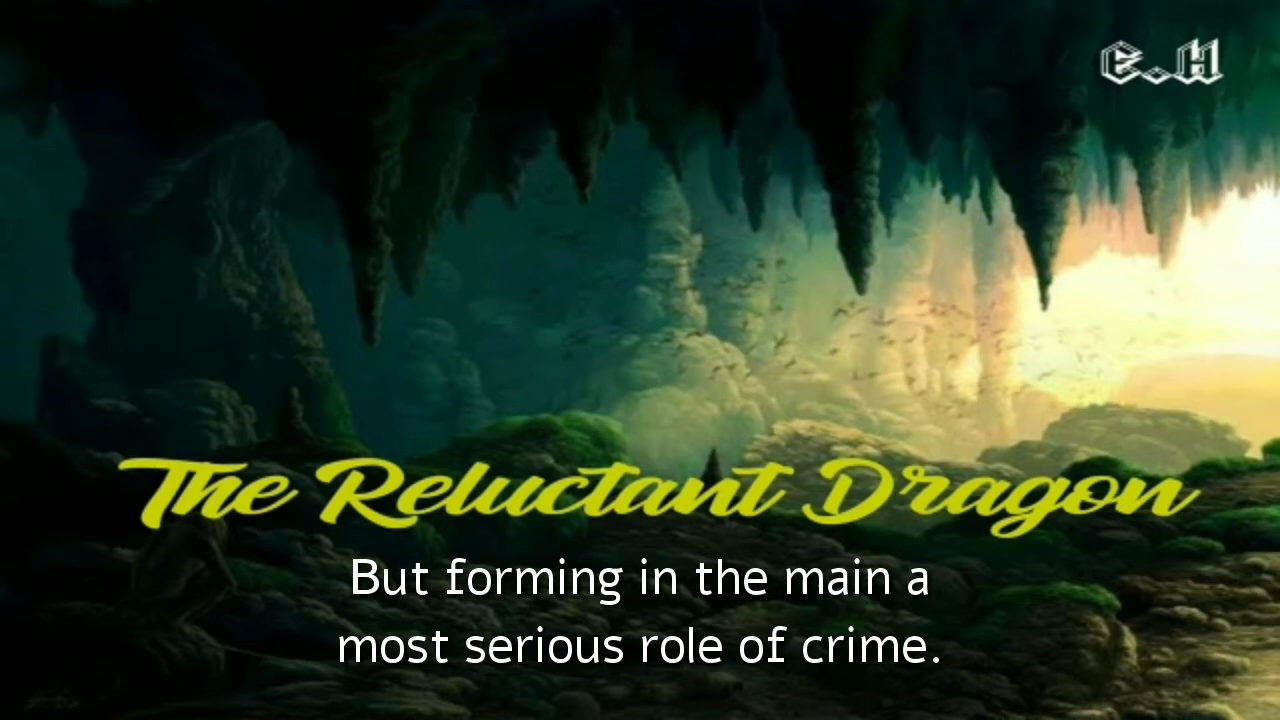 E.H
The Reluctant Dragon
But forming in the main a
most serious role of crime.